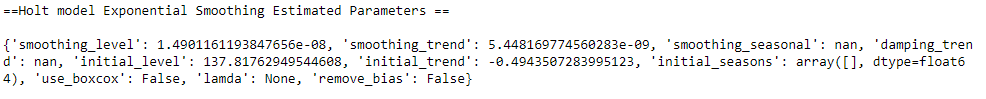 ==Holt model Exponential Smoothing Estimated Parameters ==
{'smoothing_level': 1.4901161193847656e-08, 'smoothing_trend': 5.448169774560283e-09, 'smoothing_seasonal': nan, 'damping_tren
d': nan, 'initial_level': 137.81762949544608, 'initial_trend': -0.4943507283995123, 'initial_seasons': array([], dtype=float6
4), 'use_boxcox': False, 'lamda': None, 'remove_bias': False}